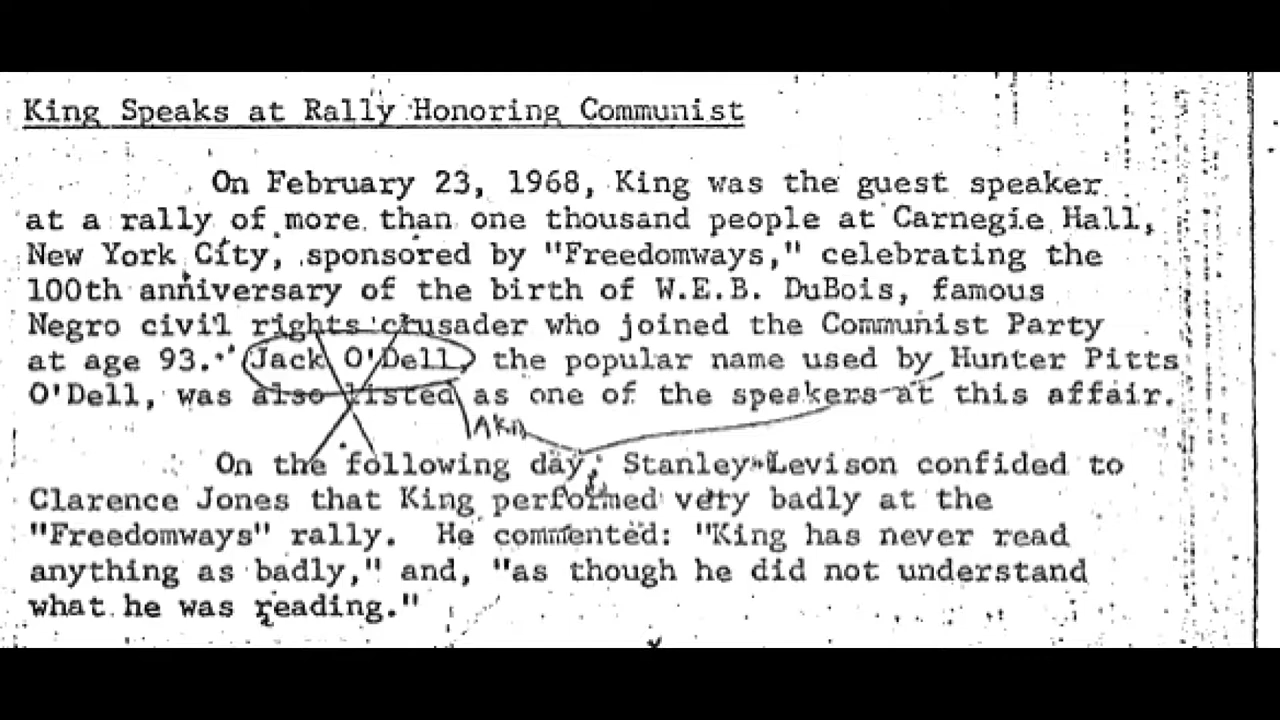 King Speaks at Rally Honoring Communist
On February 23, 1968, King was the guest speaker
at a rally of more than one thousand people at Carnegie Hall,
New York City, sponsored by "Freedomways," celebrating the
100th anniversary of the birth of W.E.B. DuBois, famous
Negro civil rights crusader who joined the Communist Party
at age 93. Jack O'Dell, the popular name used by Hunter Pitts
O'Dell, was also listed as one of the speakers at this affair.
On the following day, Stanley Levison confided to
Clarence Jones that King performed very badly at the
"Freedomways" rally. He commented: "King has never read
anything as badly," and, "as though he did not understand
what he was reading."